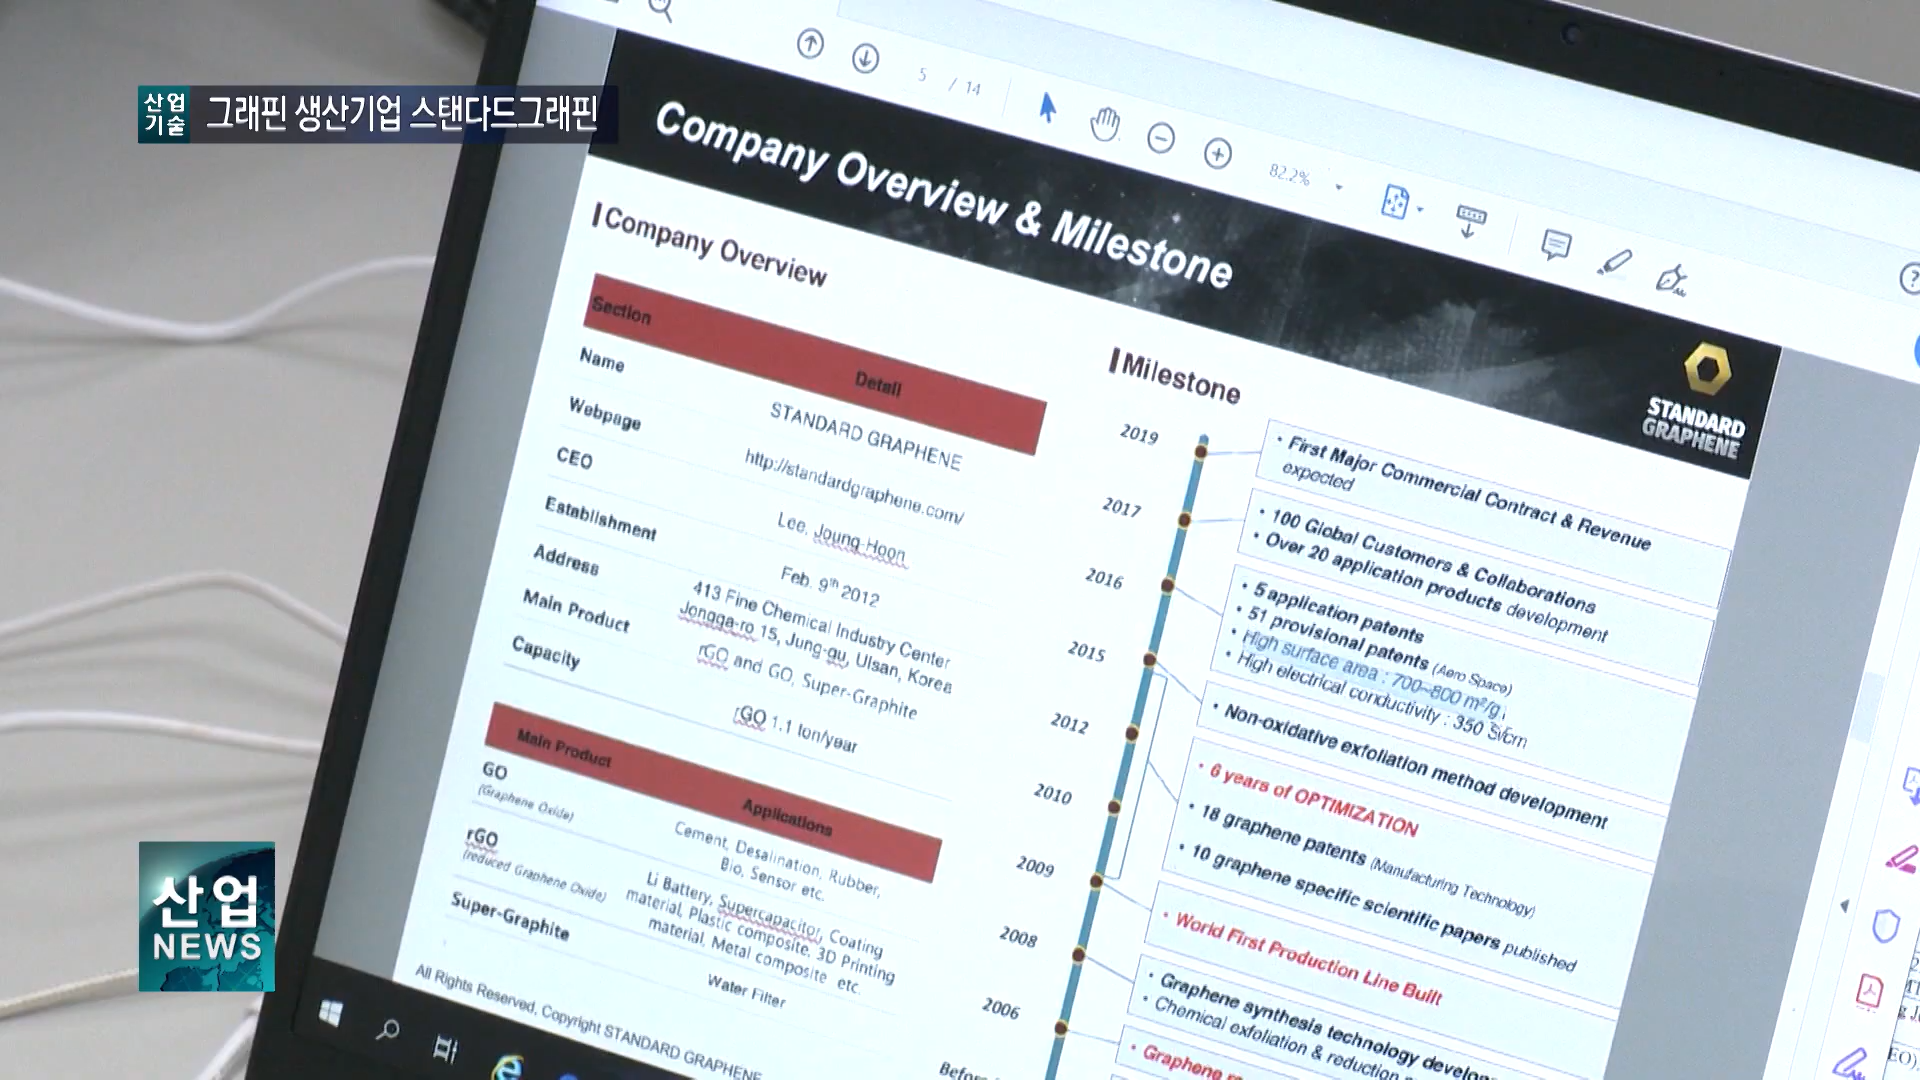 산업
기술
그래핀 생산기업 스탠다드그래핀
5 / 14
82.2%
Company Overview & Milestone
STANDARD
GRAPHENE
Company Overview
Section Detail
Name STANDARD GRAPHENE
Webpage http://standardgraphene.com/
CEO Lee, Joung-Hoon
Establishment Feb. 9th 2012
Address 413 Fine Chemical Industry Center
Jongga-ro 15, Jung-gu, Ulsan, Korea
Main Product rGO and GO, Super-Graphite
Capacity rGO 1.1 ton/year
Main Product Applications
GO
(Graphene Oxide)
Cement, Desalination, Rubber,
Bio, Sensor etc.
rGO
(reduced Graphene Oxide)
Li Battery, Supercapacitor, Coating
material, Plastic composite, 3D Printing
material, Metal composite etc.
Super-Graphite Water Filter
All Rights Reserved, Copyright STANDARD GRAPHENE
Milestone
2019
• First Major Commercial Contract & Revenue
expected
2017
• 100 Global Customers & Collaborations
• Over 20 application products development
2016
• 5 application patents
• 51 provisional patents (Aero Space)
• High surface area : 700~800 m²/g
• High electrical conductivity : 350 S/cm
2015
• Non-oxidative exfoliation method development
2012
• 6 years of OPTIMIZATION
• 18 graphene patents (Manufacturing Technology)
• 10 graphene specific scientific papers published
2010
2009
• World First Production Line Built
2008
• Graphene synthesis technology
• Chemical exfoliation & reduction
2006
• Graphene
산업
NEWS